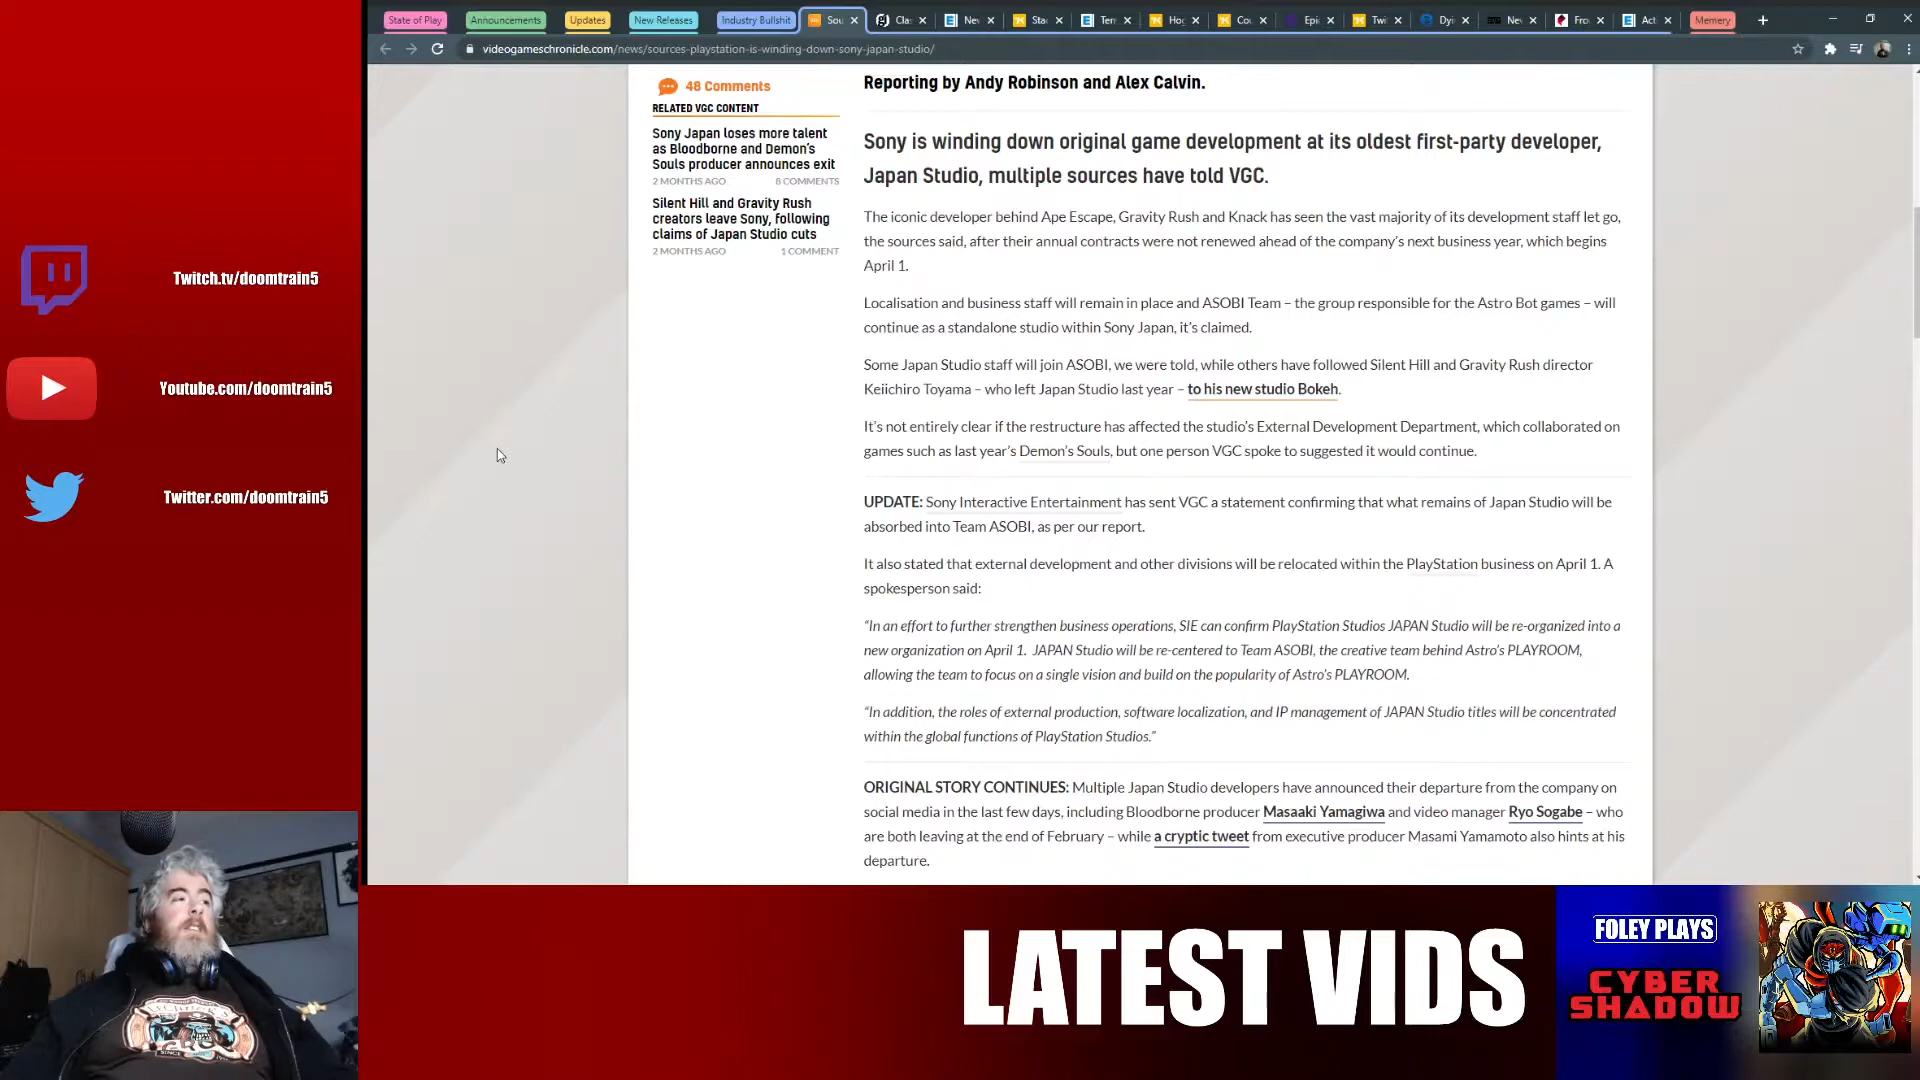 State of Play
Announcements
Updates
New Releases
Industry Bullshit
Sou
Clas
Nev
Stac
Terr
Hog
Cou
Epic
Twi
Dyi
Nev
Fro
Act
Memery
videogameschronicle.com/news/sources-playstation-is-winding-down-sony-japan-studio/
48 Comments
RELATED VGC CONTENT
Sony Japan loses more talent
as Bloodborne and Demon's
Souls producer announces exit
2 MONTHS AGO 8 COMMENTS
Silent Hill and Gravity Rush
creators leave Sony, following
claims of Japan Studio cuts
2 MONTHS AGO 1 COMMENT
Reporting by Andy Robinson and Alex Calvin.
Sony is winding down original game development at its oldest first-party developer,
Japan Studio, multiple sources have told VGC.
The iconic developer behind Ape Escape, Gravity Rush and Knack has seen the vast majority of its development staff let go,
the sources said, after their annual contracts were not renewed ahead of the company's next business year, which begins
April 1.
Localisation and business staff will remain in place and ASOBI Team – the group responsible for the Astro Bot games – will
continue as a standalone studio within Sony Japan, it's claimed.
Some Japan Studio staff will join ASOBI, we were told, while others have followed Silent Hill and Gravity Rush director
Keiichiro Toyama – who left Japan Studio last year – to his new studio Bokeh.
It's not entirely clear if the restructure has affected the studio's External Development Department, which collaborated on
games such as last year's Demon's Souls, but one person VGC spoke to suggested it would continue.
UPDATE: Sony Interactive Entertainment has sent VGC a statement confirming that what remains of Japan Studio will be
absorbed into Team ASOBI, as per our report.
It also stated that external development and other divisions will be relocated within the PlayStation business on April 1. A
spokesperson said:
“In an effort to further strengthen business operations, SIE can confirm PlayStation Studios JAPAN Studio will be re-organized into a
new organization on April 1. JAPAN Studio will be re-centered to Team ASOBI, the creative team behind Astro's PLAYROOM,
allowing the team to focus on a single vision and build on the popularity of Astro's PLAYROOM.
“In addition, the roles of external production, software localization, and IP management of JAPAN Studio titles will be concentrated
within the global functions of PlayStation Studios.”
ORIGINAL STORY CONTINUES: Multiple Japan Studio developers have announced their departure from the company on
social media in the last few days, including Bloodborne producer Masaaki Yamagiwa and video manager Ryo Sogabe – who
are both leaving at the end of February – while a cryptic tweet from executive producer Masami Yamamoto also hints at his
departure.
Twitch.tv/doomtrain5
Youtube.com/doomtrain5
Twitter.com/doomtrain5
LATEST VIDS
FOLEY PLAYS
CYBER
SHADOW